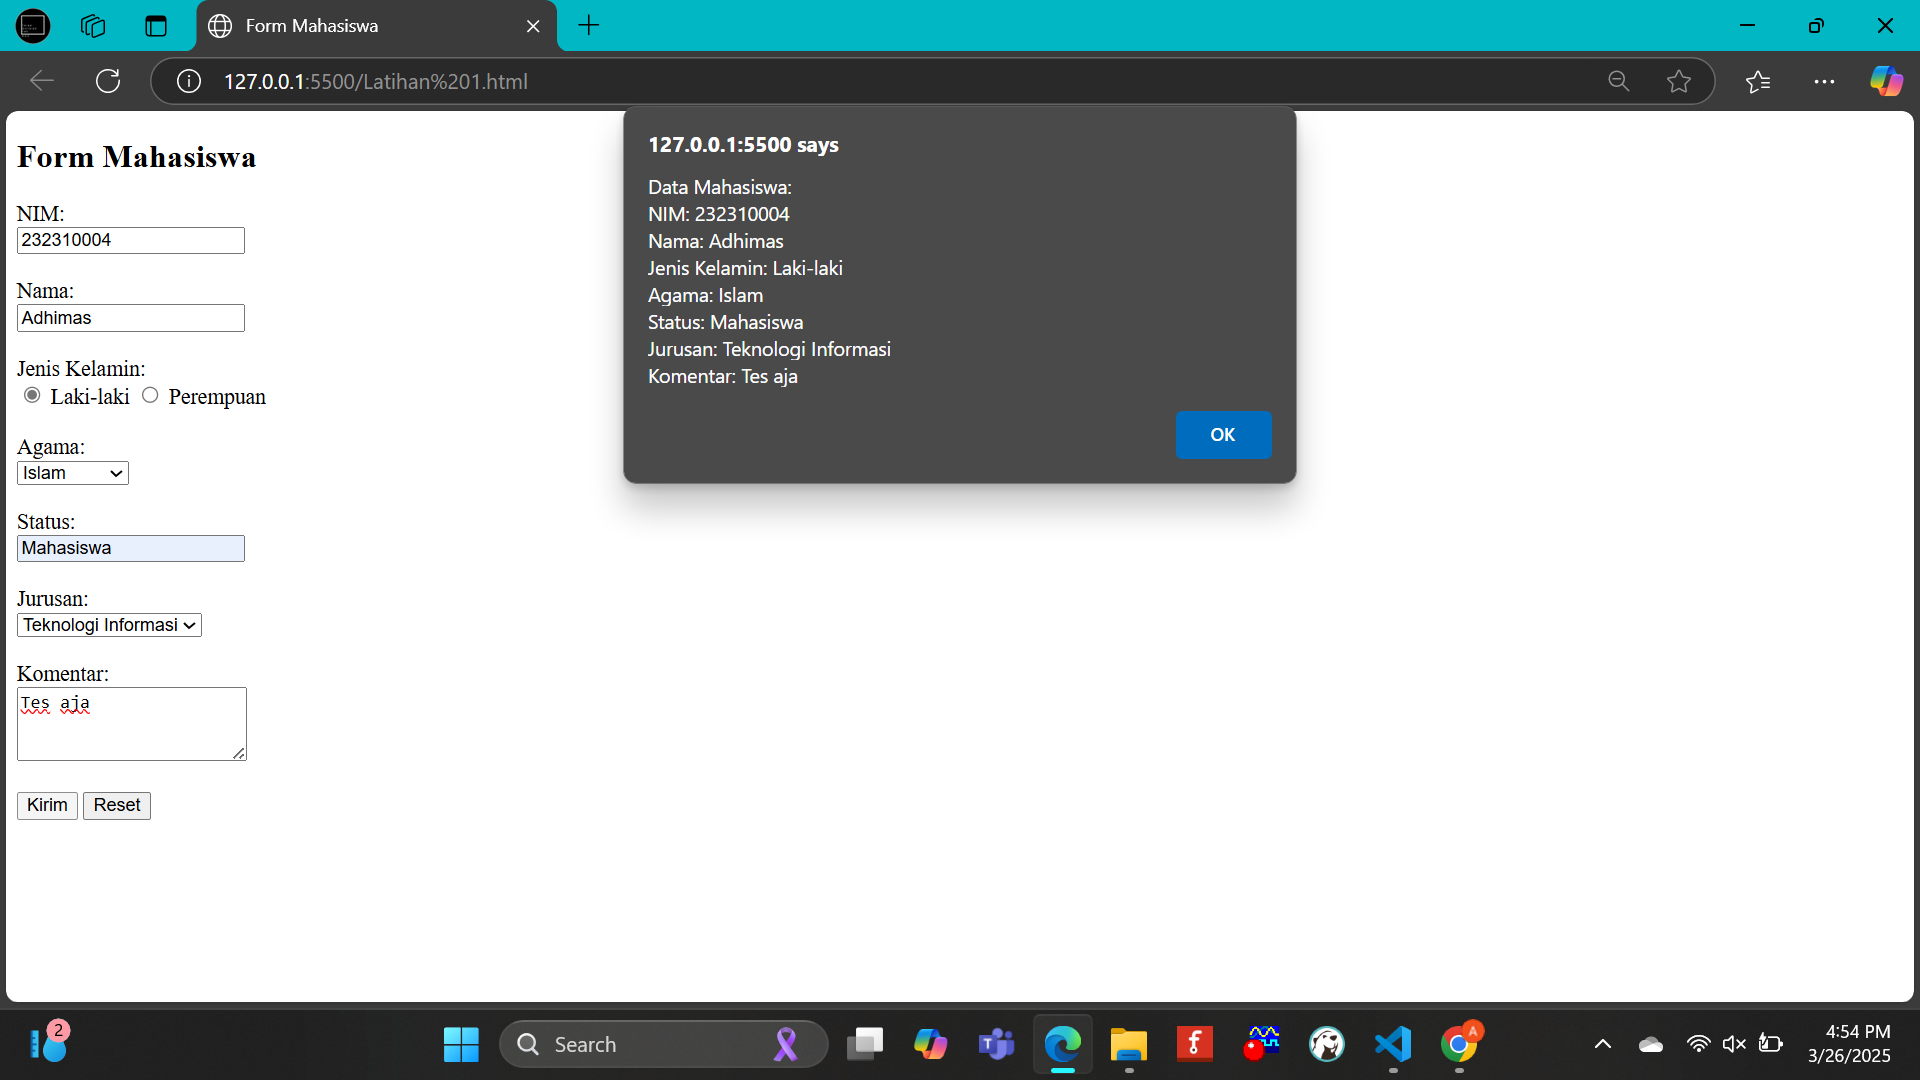 Form Mahasiswa
127.0.0.1:5500/Latihan%201.html
Form Mahasiswa
NIM:
232310004
Nama:
Adhimas
Jenis Kelamin:
Laki-laki Perempuan
Agama:
Islam
Status:
Mahasiswa
Jurusan:
Teknologi Informasi
Komentar:
Tes aja
Kirim Reset
127.0.0.1:5500 says
Data Mahasiswa:
NIM: 232310004
Nama: Adhimas
Jenis Kelamin: Laki-laki
Agama: Islam
Status: Mahasiswa
Jurusan: Teknologi Informasi
Komentar: Tes aja
OK
2
Search
T
f
A
4:54 PM
3/26/2025